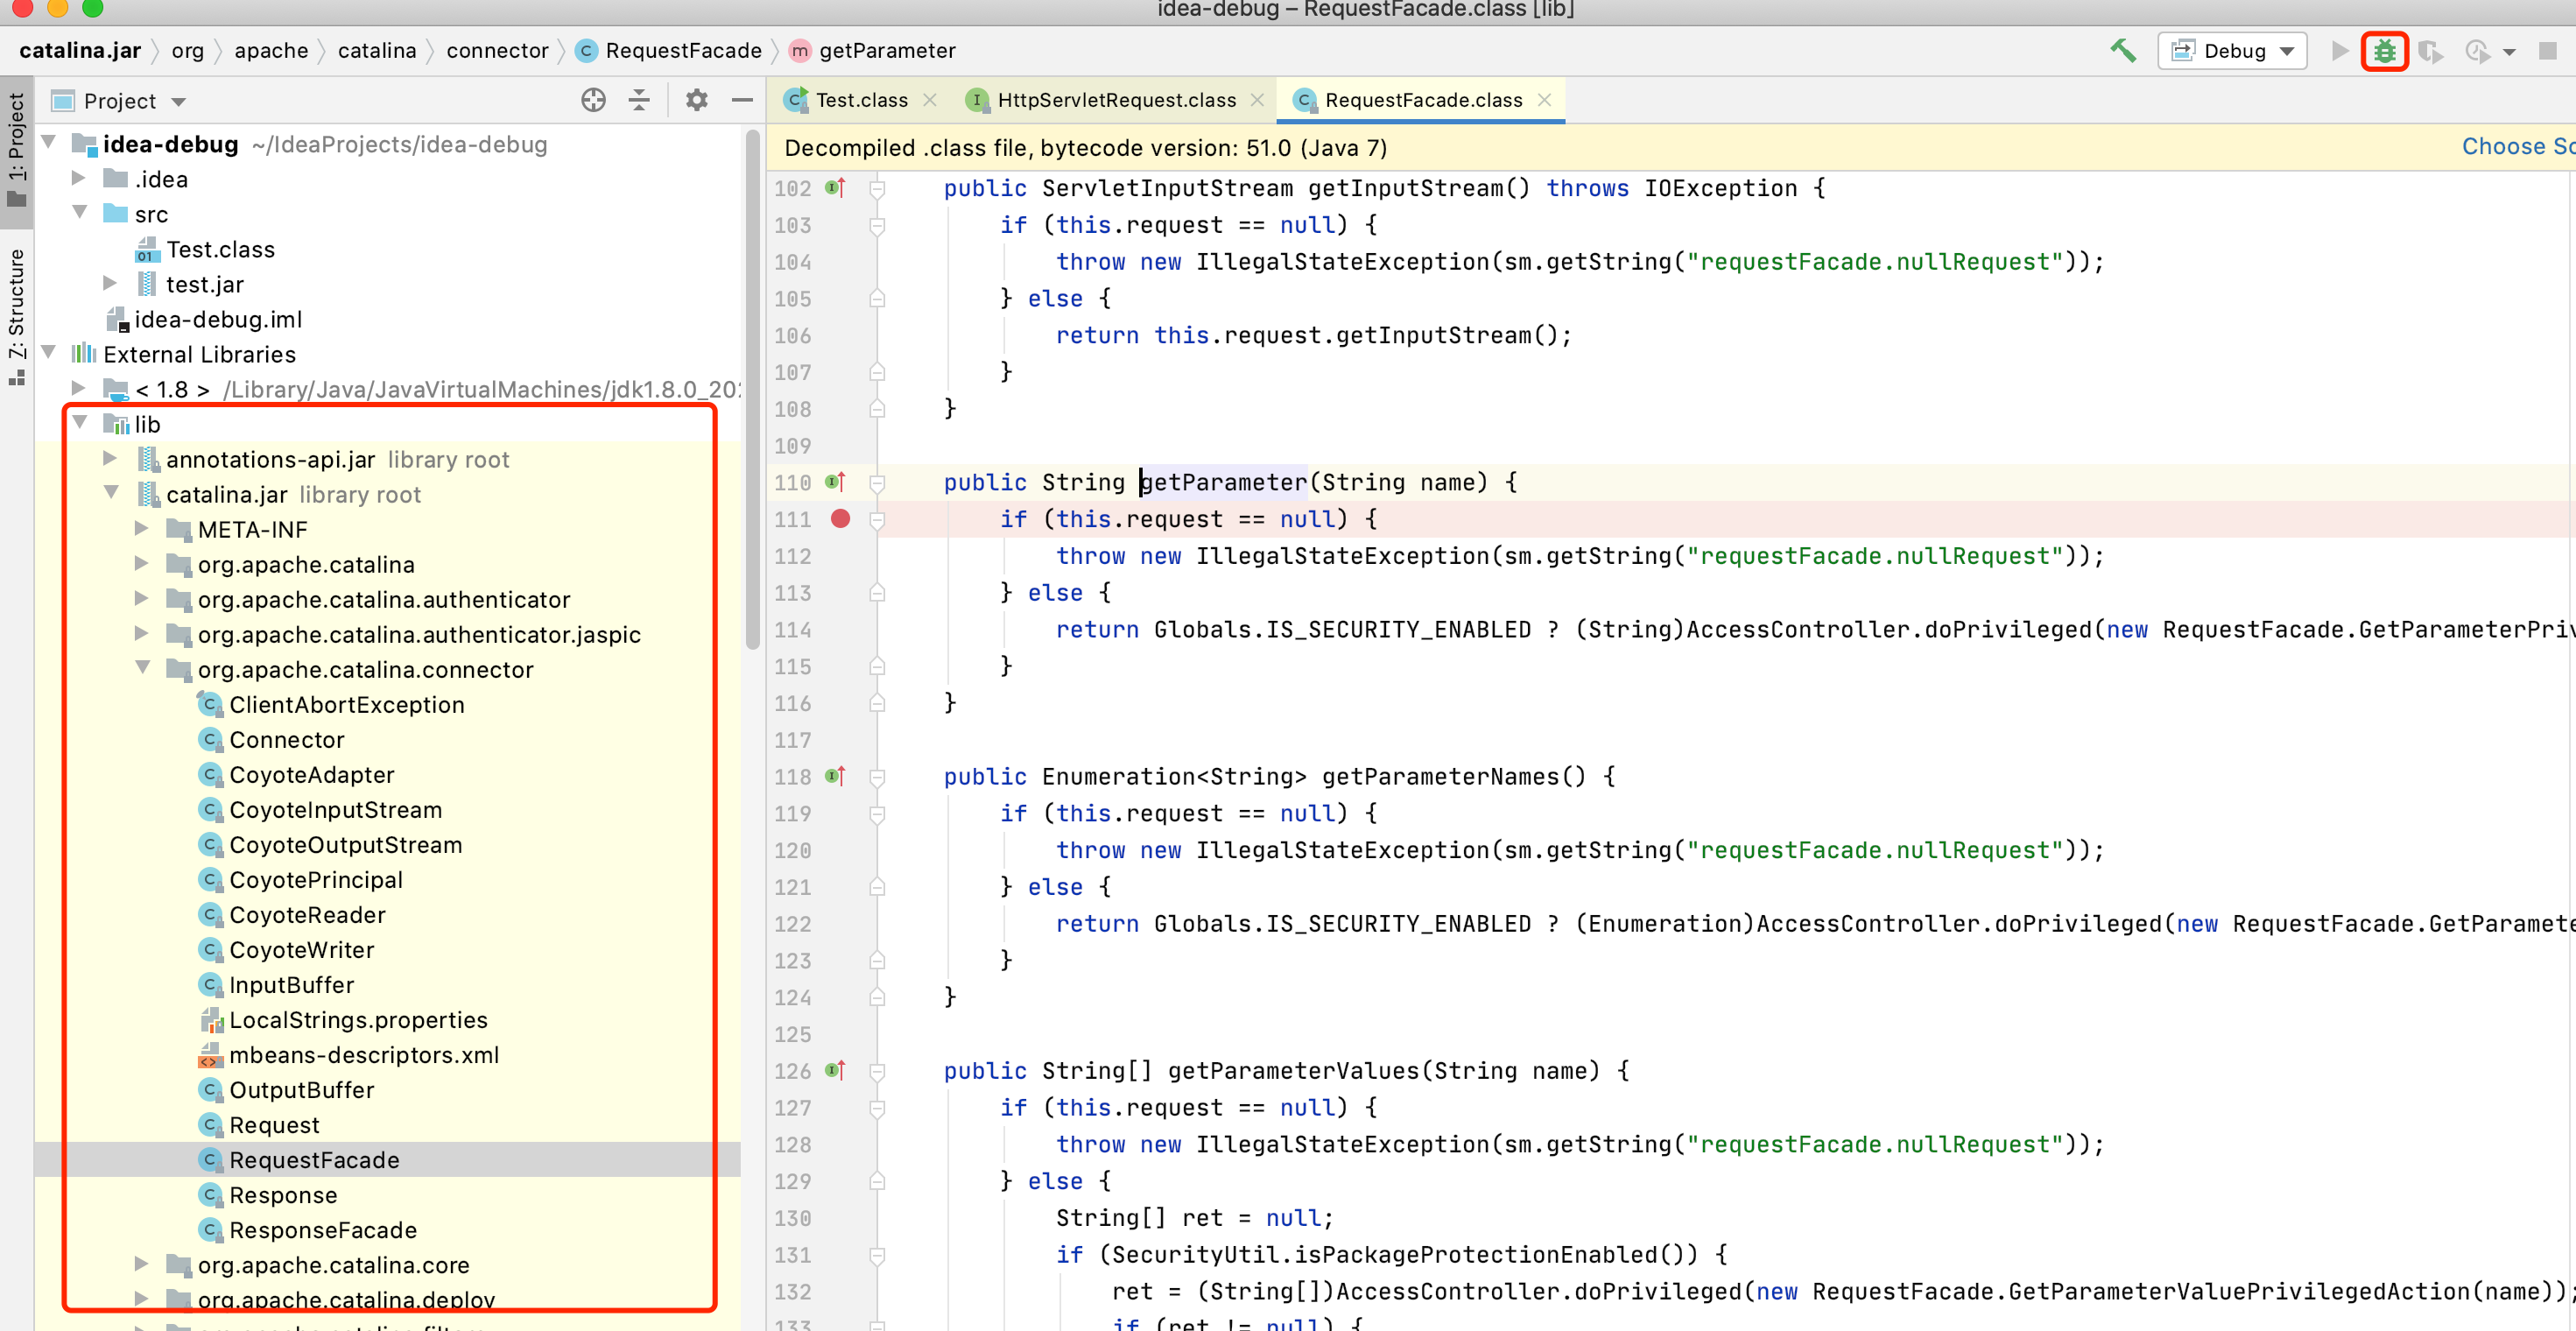 idea-debug – RequestFacade.class [lib]
catalina.jar org apache catalina connector C RequestFacade m getParameter
Debug
1: Project
Z: Structure
Project
idea-debug ~/IdeaProjects/idea-debug
.idea
src
Test.class
test.jar
idea-debug.iml
External Libraries
< 1.8 > /Library/Java/JavaVirtualMachines/jdk1.8.0_20
lib
annotations-api.jar library root
catalina.jar library root
META-INF
org.apache.catalina
org.apache.catalina.authenticator
org.apache.catalina.authenticator.jaspic
org.apache.catalina.connector
ClientAbortException
Connector
CoyoteAdapter
CoyoteInputStream
CoyoteOutputStream
CoyotePrincipal
CoyoteReader
CoyoteWriter
InputBuffer
LocalStrings.properties
mbeans-descriptors.xml
OutputBuffer
Request
RequestFacade
Response
ResponseFacade
org.apache.catalina.core
org.apache.catalina.deploy
Test.class HttpServletRequest.class RequestFacade.class
Decompiled .class file, bytecode version: 51.0 (Java 7) Choose
102 public ServletInputStream getInputStream() throws IOException {
103 if (this.request == null) {
104 throw new IllegalStateException(sm.getString("requestFacade.nullRequest"));
105 } else {
106 return this.request.getInputStream();
107 }
108 }
109
110 public String getParameter(String name) {
111 if (this.request == null) {
112 throw new IllegalStateException(sm.getString("requestFacade.nullRequest"));
113 } else {
114 return Globals.IS_SECURITY_ENABLED ? (String)AccessController.doPrivileged(new RequestFacade.GetParameterPri
115 }
116 }
117
118 public Enumeration<String> getParameterNames() {
119 if (this.request == null) {
120 throw new IllegalStateException(sm.getString("requestFacade.nullRequest"));
121 } else {
122 return Globals.IS_SECURITY_ENABLED ? (Enumeration)AccessController.doPrivileged(new RequestFacade.GetParamete
123 }
124 }
125
126 public String[] getParameterValues(String name) {
127 if (this.request == null) {
128 throw new IllegalStateException(sm.getString("requestFacade.nullRequest"));
129 } else {
130 String[] ret = null;
131 if (SecurityUtil.isPackageProtectionEnabled()) {
132 ret = (String[])AccessController.doPrivileged(new RequestFacade.GetParameterValuePrivilegedAction(name));
133 if (ret != null) {